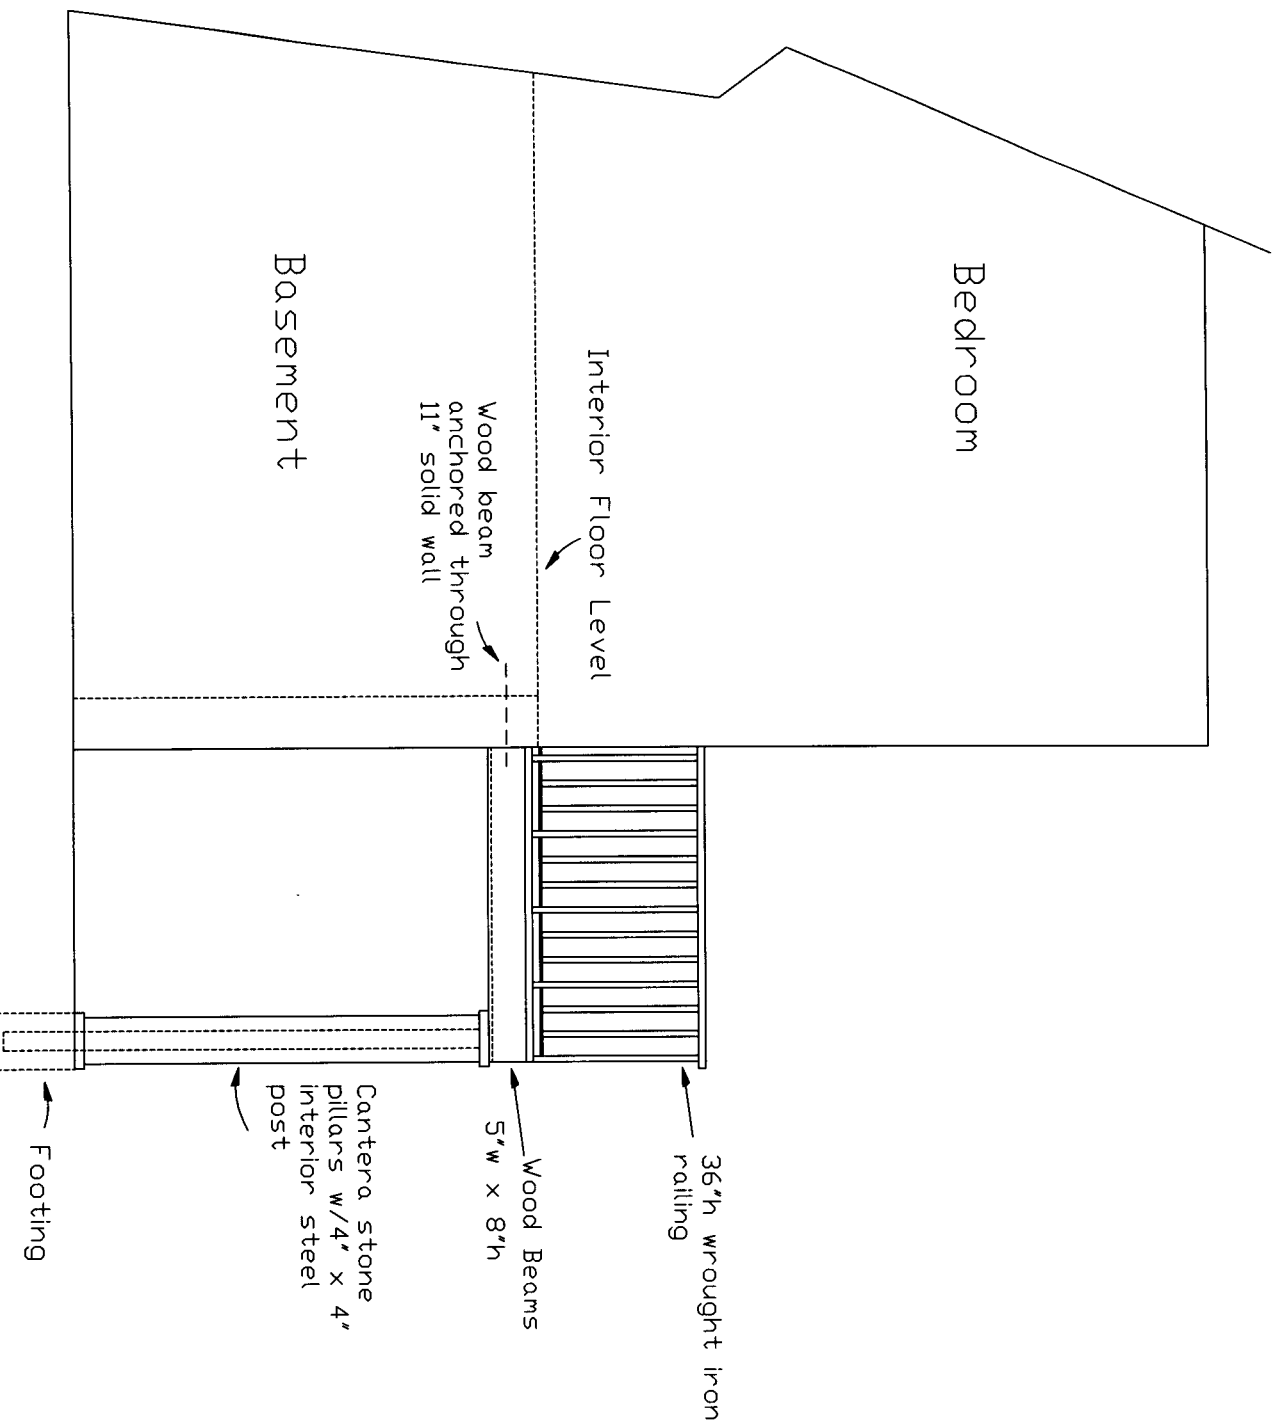 Bedroom
36"h wrought iron
railing
Interior Floor Level
Wood Beams
5"w x 8"h
Wood beam
anchored through
11" solid wall
Cantera stone
pillars w/4" x 4"
interior steel
post
Basement
Footing